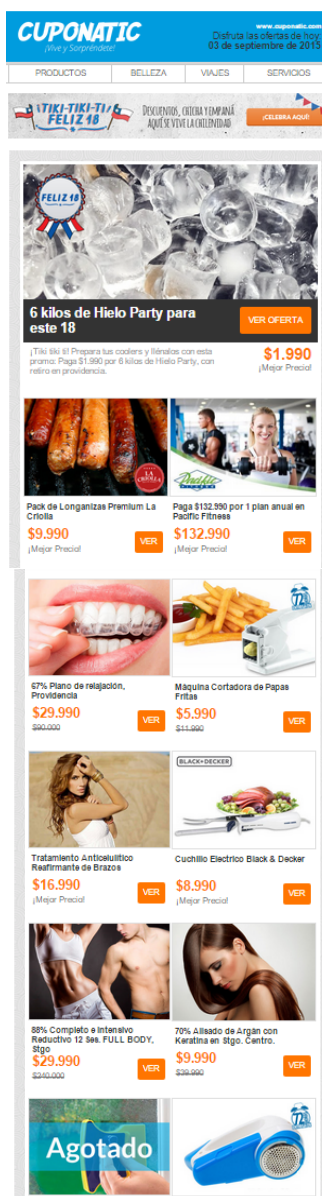 CUPONATIC
¡Vive y Sorpréndete!
www.cuponatic.com
Disfruta las ofertas de hoy:
03 de septiembre de 2015
PRODUCTOS
BELLEZA
VIAJES
SERVICIOS
¡TIKI-TIKI-TI!
FELIZ 18
DESCUENTOS, CHICHA Y EMPANÁ
AQUÍ SE VIVE LA CHILENIDAD
¡CELEBRA AQUÍ!
FELIZ 18
6 kilos de Hielo Party para
este 18
VER OFERTA
¡Tiki tiki ti! Prepara tus coolers y llénalos con esta
promo: Paga $1.990 por 6 kilos de Hielo Party, con
retiro en providencia.
$1.990
¡Mejor Precio!
LA
CRIOLLA
Pacific
FITNESS
Pack de Longanizas Premium La
Criolla
$9.990
¡Mejor Precio!
VER
Paga $132.990 por 1 plan anual en
Pacific Fitness
$132.990
¡Mejor Precio!
VER
72
67% Plano de relajación,
Providencia
$29.990
$90.000
VER
Máquina Cortadora de Papas
Fritas
$5.990
$11.990
VER
BLACK+DECKER
Tratamiento Anticelulítico
Reafirmante de Brazos
$16.990
¡Mejor Precio!
VER
Cuchillo Electrico Black & Decker
$8.990
¡Mejor Precio!
VER
88% Completo e Intensivo
Reductivo 12 Ses. FULL BODY,
Stgo
$29.990
$240.000
VER
70% Alisado de Argán con
Keratina en Stgo. Centro.
$9.990
$39.990
VER
Agotado
72